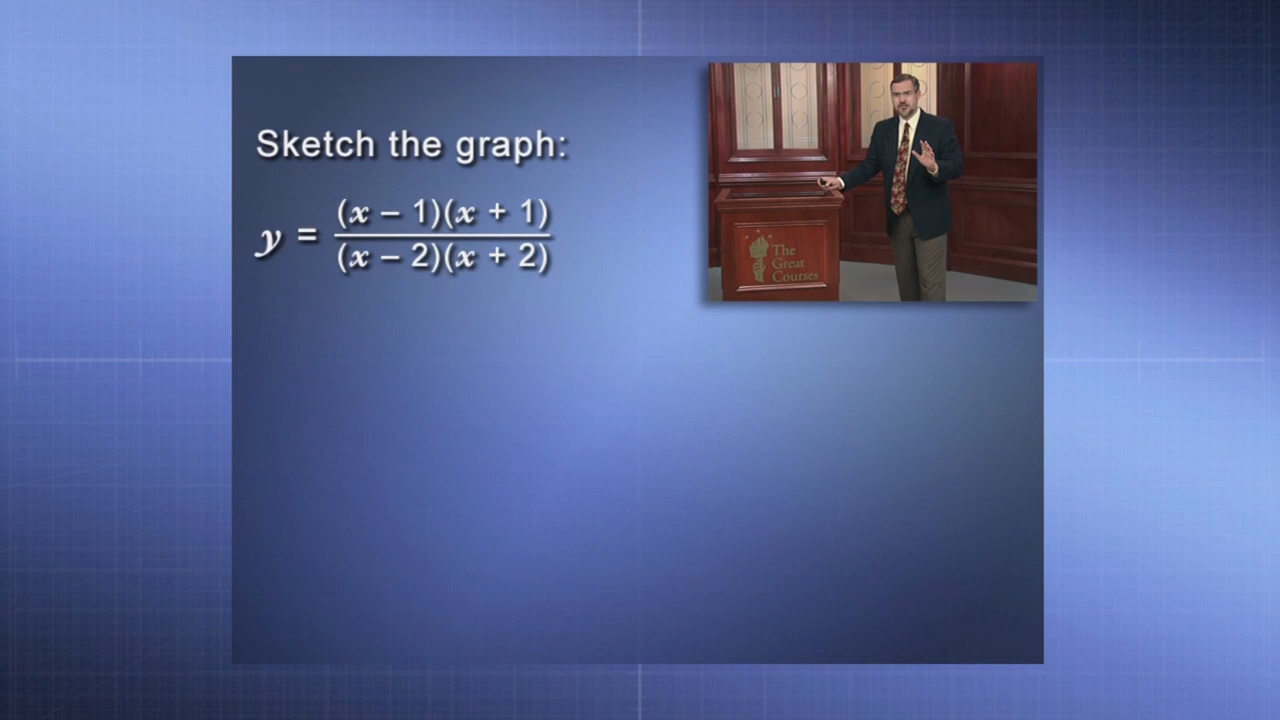 Sketch the graph:
y = (x – 1)(x + 1)
(x – 2)(x + 2)
The
Great
Courses